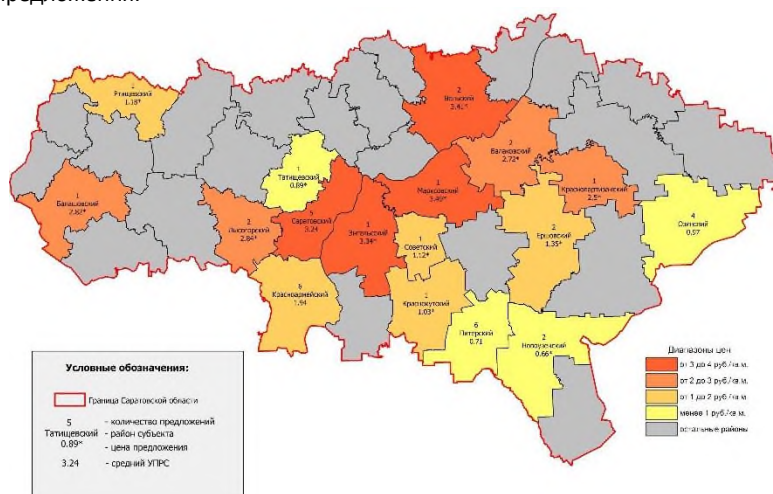 предложения.
1
Ртищевский
1.18*
2
Вольский
3.41*
2
Балаковский
2.72*
1
Татищевский
0.89*
1
Краснопартизанский
2.5*
1
Марксовский
3.49*
1
Балашовский
2.82*
2
Лысогорский
2.84*
5
Саратовский
3.24
1
Энгельский
3.34*
1
Советский
1.12*
2
Ершовский
1.35*
4
Озинский
0.57
6
Красноармейский
1.94
1
Краснокутский
1.03*
6
Питерский
0.71
2
Новоузенский
0.66*
Диапазоны цен
от 3 до 4 руб./кв.м.
от 2 до 3 руб./кв.м.
от 1 до 2 руб./кв.м.
менее 1 руб./кв.м.
остальные районы
Условные обозначения:
Граница Саратовской области
5 - количество предложений
Татищевский - район субъекта
0.89* - цена предложения
3.24 - средний УПРС